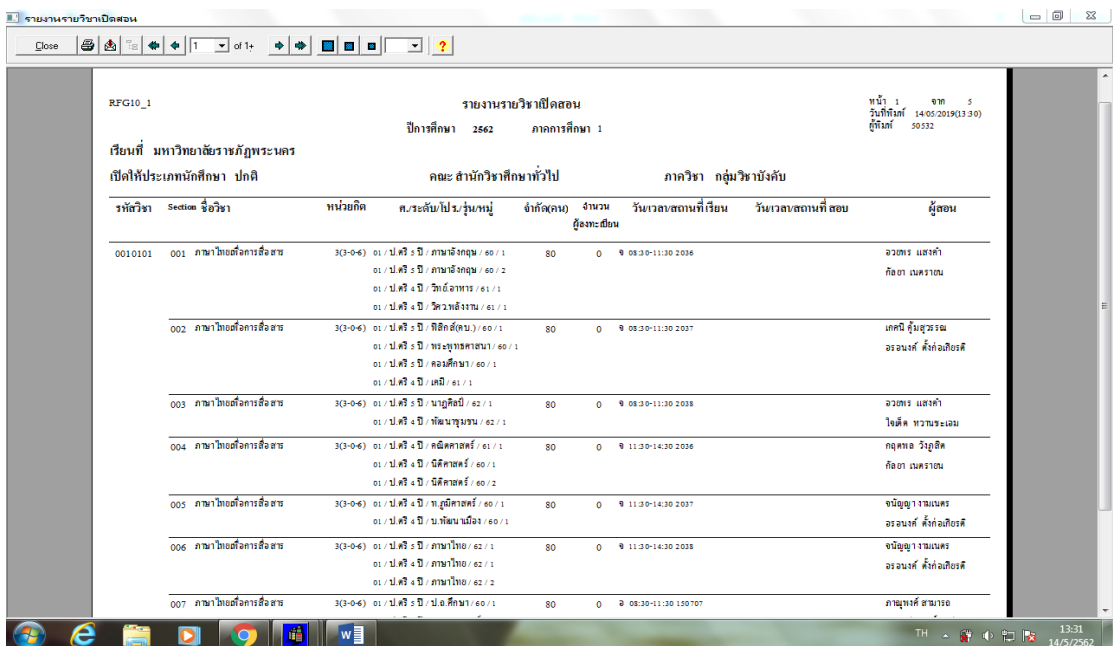 รายงานรายวิชาเปิดสอน
Close 1 of 1+ ?
RFG10_1 รายงานรายวิชาเปิดสอน หน้า 1 จาก 5
วันที่พิมพ์ 14/05/2019(13:30)
ปีการศึกษา 2562 ภาคการศึกษา 1 ผู้พิมพ์ 50532
เรียนที่ มหาวิทาลัยราชภัฏพระนคร
เปิดให้ประเภทนักศึกษา ปกติ คณะ สำนักวิชาศึกษาทั่วไป ภาควิชา กลุ่มวิชาบังคับ
รหัสวิชา Section ชื่อวิชา หน่วยกิต ศ./ระดับ/โปร./รุ่น/หมู่ จำกัด(คน) จำนวน วัน/เวลา/สถานที่เรียน วัน/เวลา/สถานที่ สอบ ผู้สอน
ผู้ลงทะเบียน
0010101 001 ภาษาไทยเพื่อการสื่อสาร 3(3-0-6) 01 / ป.ตรี 5 ปี / ภาษาอังกฤษ / 60 / 1 80 0 จ 08:30-11:30 2036 อวยพร แสงคำ
01 / ป.ตรี 5 ปี / ภาษาอังกฤษ / 60 / 2 กัลยา เนตรายน
01 / ป.ตรี 4 ปี / วิทย์.อาหาร / 61 / 1
01 / ป.ตรี 4 ปี / วิศว.พลังงาน / 61 / 1
002 ภาษาไทยเพื่อการสื่อสาร 3(3-0-6) 01 / ป.ตรี 5 ปี / ฟิสิกส์(คบ.) / 60 / 1 80 0 จ 08:30-11:30 2037 เกศนี คุ้มสุวรรณ
01 / ป.ตรี 5 ปี / พระพุทธศาสนา / 60 / 1 อรอนงค์ ตั้งก่อเกียรติ
01 / ป.ตรี 5 ปี / คอมศึกษา / 60 / 1
01 / ป.ตรี 4 ปี / เคมี / 61 / 1
003 ภาษาไทยเพื่อการสื่อสาร 3(3-0-6) 01 / ป.ตรี 5 ปี / นาฏศิลป์ / 62 / 1 80 0 จ 08:30-11:30 2038 อวยพร แสงคำ
01 / ป.ตรี 4 ปี / พัฒนาชุมชน / 62 / 1 ใจเด็ด หวานชะเอม
004 ภาษาไทยเพื่อการสื่อสาร 3(3-0-6) 01 / ป.ตรี 4 ปี / คณิตศาสตร์ / 61 / 1 80 0 จ 11:30-14:30 2036 กฤตพล วังภูสิต
01 / ป.ตรี 4 ปี / นิติศาสตร์ / 60 / 1 กัลยา เนตรายน
01 / ป.ตรี 4 ปี / นิติศาสตร์ / 60 / 2
005 ภาษาไทยเพื่อการสื่อสาร 3(3-0-6) 01 / ป.ตรี 4 ปี / ท.ภูมิศาสตร์ / 60 / 1 80 0 จ 11:30-14:30 2037 จนัญญา งามเนตร
01 / ป.ตรี 4 ปี / บ.พัฒนาเมือง / 60 / 1 อรอนงค์ ตั้งก่อเกียรติ
006 ภาษาไทยเพื่อการสื่อสาร 3(3-0-6) 01 / ป.ตรี 5 ปี / ภาษาไทย / 62 / 1 80 0 จ 11:30-14:30 2038 จนัญญา งามเนตร
01 / ป.ตรี 4 ปี / ภาษาไทย / 62 / 1 อรอนงค์ ตั้งก่อเกียรติ
01 / ป.ตรี 4 ปี / ภาษาไทย / 62 / 2
007 ภาษาไทยเพื่อการสื่อสาร 3(3-0-6) 01 / ป.ตรี 5 ปี / ป.ถ.ศึกษา / 60 / 1 80 0 อ 08:30-11:30 150707 ภาณุพงศ์ สามารถ
TH 13:31
14/5/2562